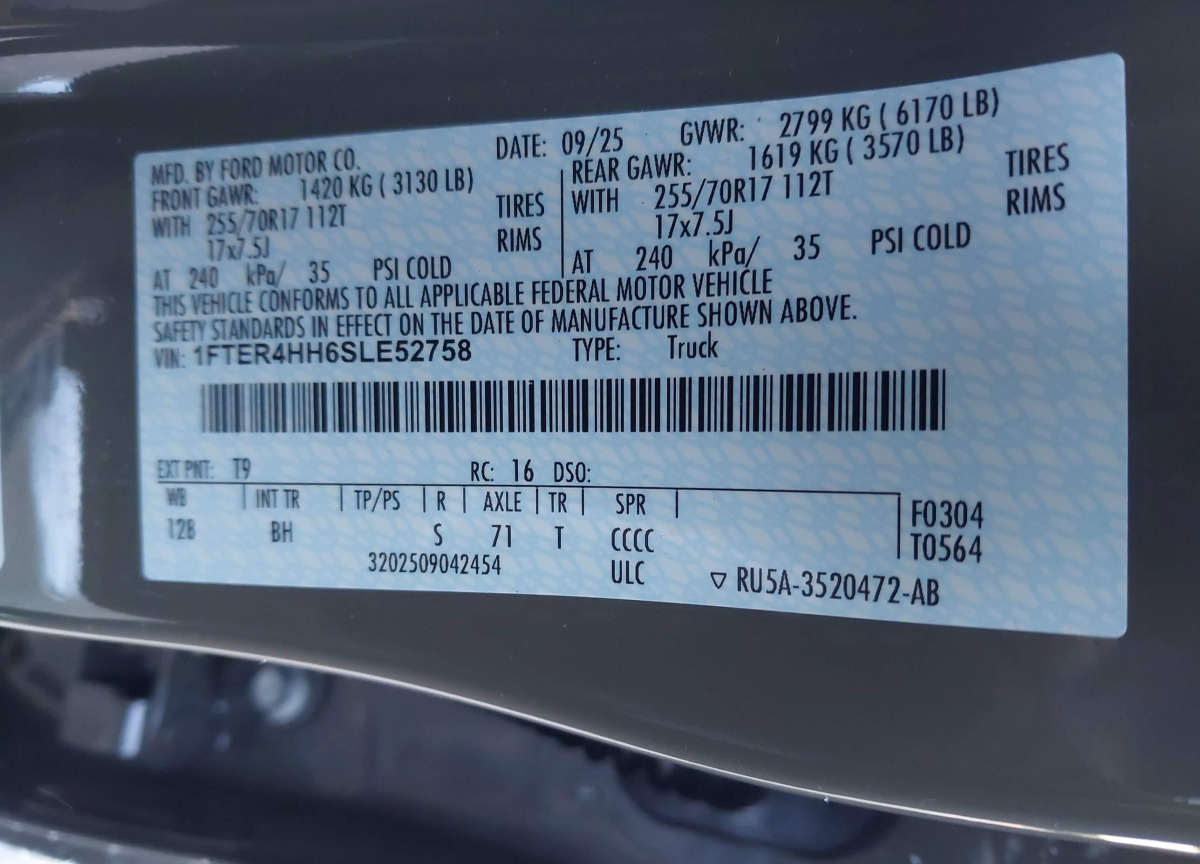 MFD. BY FORD MOTOR CO. DATE: 09/25 GVWR: 2799 KG ( 6170 LB)
FRONT GAWR: 1420 KG ( 3130 LB) REAR GAWR: 1619 KG ( 3570 LB)
WITH 255/70R17 112T TIRES WITH 255/70R17 112T TIRES
17x7.5J RIMS 17x7.5J RIMS
AT 240 kPa/ 35 PSI COLD AT 240 kPa/ 35 PSI COLD
THIS VEHICLE CONFORMS TO ALL APPLICABLE FEDERAL MOTOR VEHICLE
SAFETY STANDARDS IN EFFECT ON THE DATE OF MANUFACTURE SHOWN ABOVE.
VIN: 1FTER4HH6SLE52758 TYPE: Truck
EXT PNT: T9 RC: 16 DSO:
WB INT TR TP/PS R AXLE TR SPR F0304
128 BH S 71 T CCCC T0564
3202509042454 ULC ▽ RU5A-3520472-AB